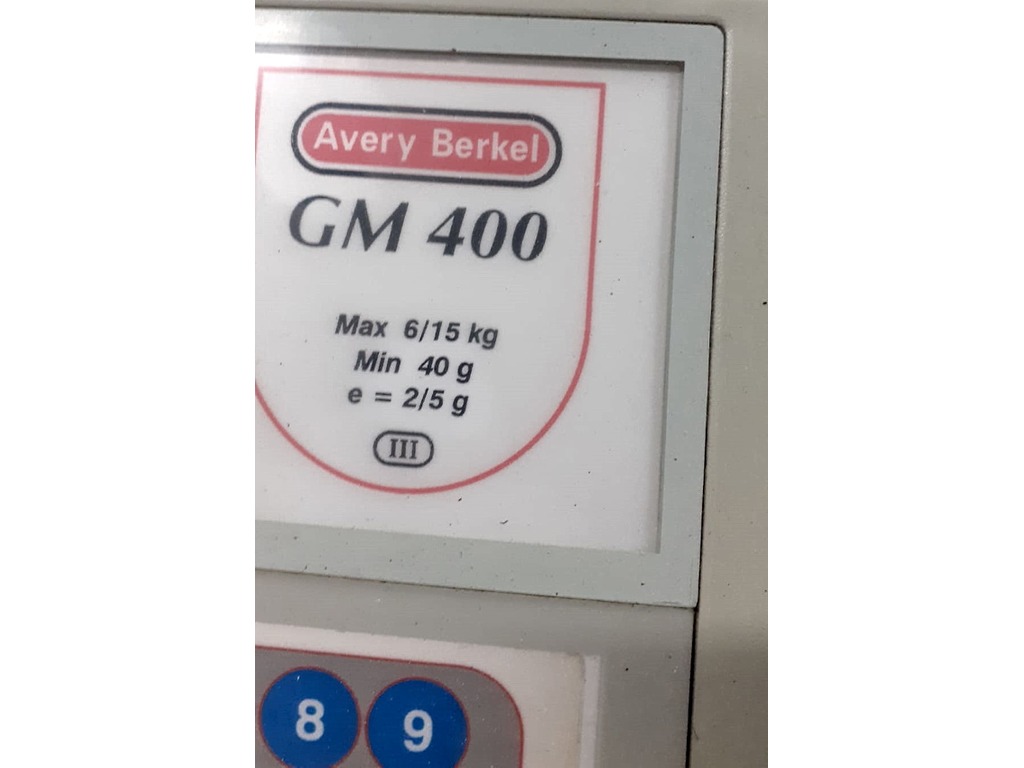 Avery Berkel
GM 400
Max 6/15 kg
Min 40 g
e = 2/5 g
III
8 9